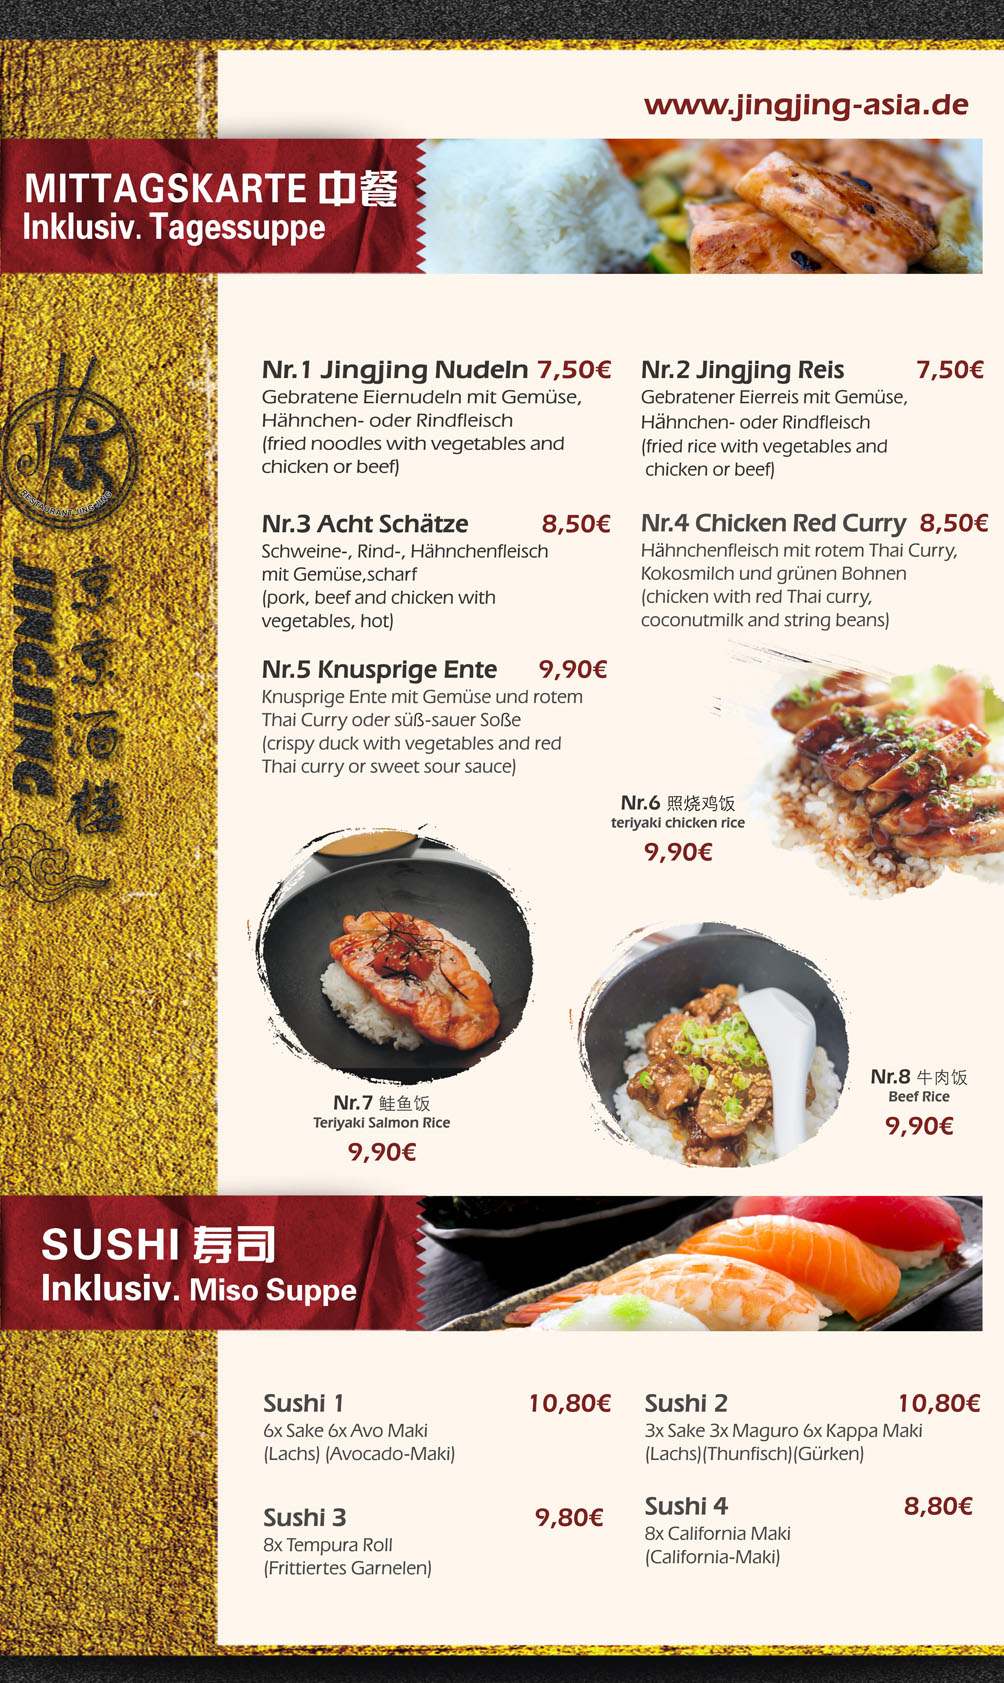 www.jingjing-asia.de
MITTAGSKARTE 中餐
Inklusiv. Tagessuppe
RESTAURANT JING JING
JINGJING
京京酒楼
Nr.1 Jingjing Nudeln 7,50€
Gebratene Eiernudeln mit Gemüse,
Hähnchen- oder Rindfleisch
(fried noodles with vegetables and
chicken or beef)
Nr.2 Jingjing Reis 7,50€
Gebratener Eierreis mit Gemüse,
Hähnchen- oder Rindfleisch
(fried rice with vegetables and
chicken or beef)
Nr.3 Acht Schätze 8,50€
Schweine-, Rind-, Hähnchenfleisch
mit Gemüse,scharf
(pork, beef and chicken with
vegetables, hot)
Nr.4 Chicken Red Curry 8,50€
Hähnchenfleisch mit rotem Thai Curry,
Kokosmilch und grünen Bohnen
(chicken with red Thai curry,
coconutmilk and string beans)
Nr.5 Knusprige Ente 9,90€
Knusprige Ente mit Gemüse und rotem
Thai Curry oder süß-sauer Soße
(crispy duck with vegetables and red
Thai curry or sweet sour sauce)
Nr.6 照烧鸡饭
teriyaki chicken rice
9,90€
Nr.7 鲑鱼饭
Teriyaki Salmon Rice
9,90€
Nr.8 牛肉饭
Beef Rice
9,90€
SUSHI 寿司
Inklusiv. Miso Suppe
Sushi 1 10,80€
6x Sake 6x Avo Maki
(Lachs) (Avocado-Maki)
Sushi 2 10,80€
3x Sake 3x Maguro 6x Kappa Maki
(Lachs)(Thunfisch)(Gürken)
Sushi 3 9,80€
8x Tempura Roll
(Frittiertes Garnelen)
Sushi 4 8,80€
8x California Maki
(California-Maki)